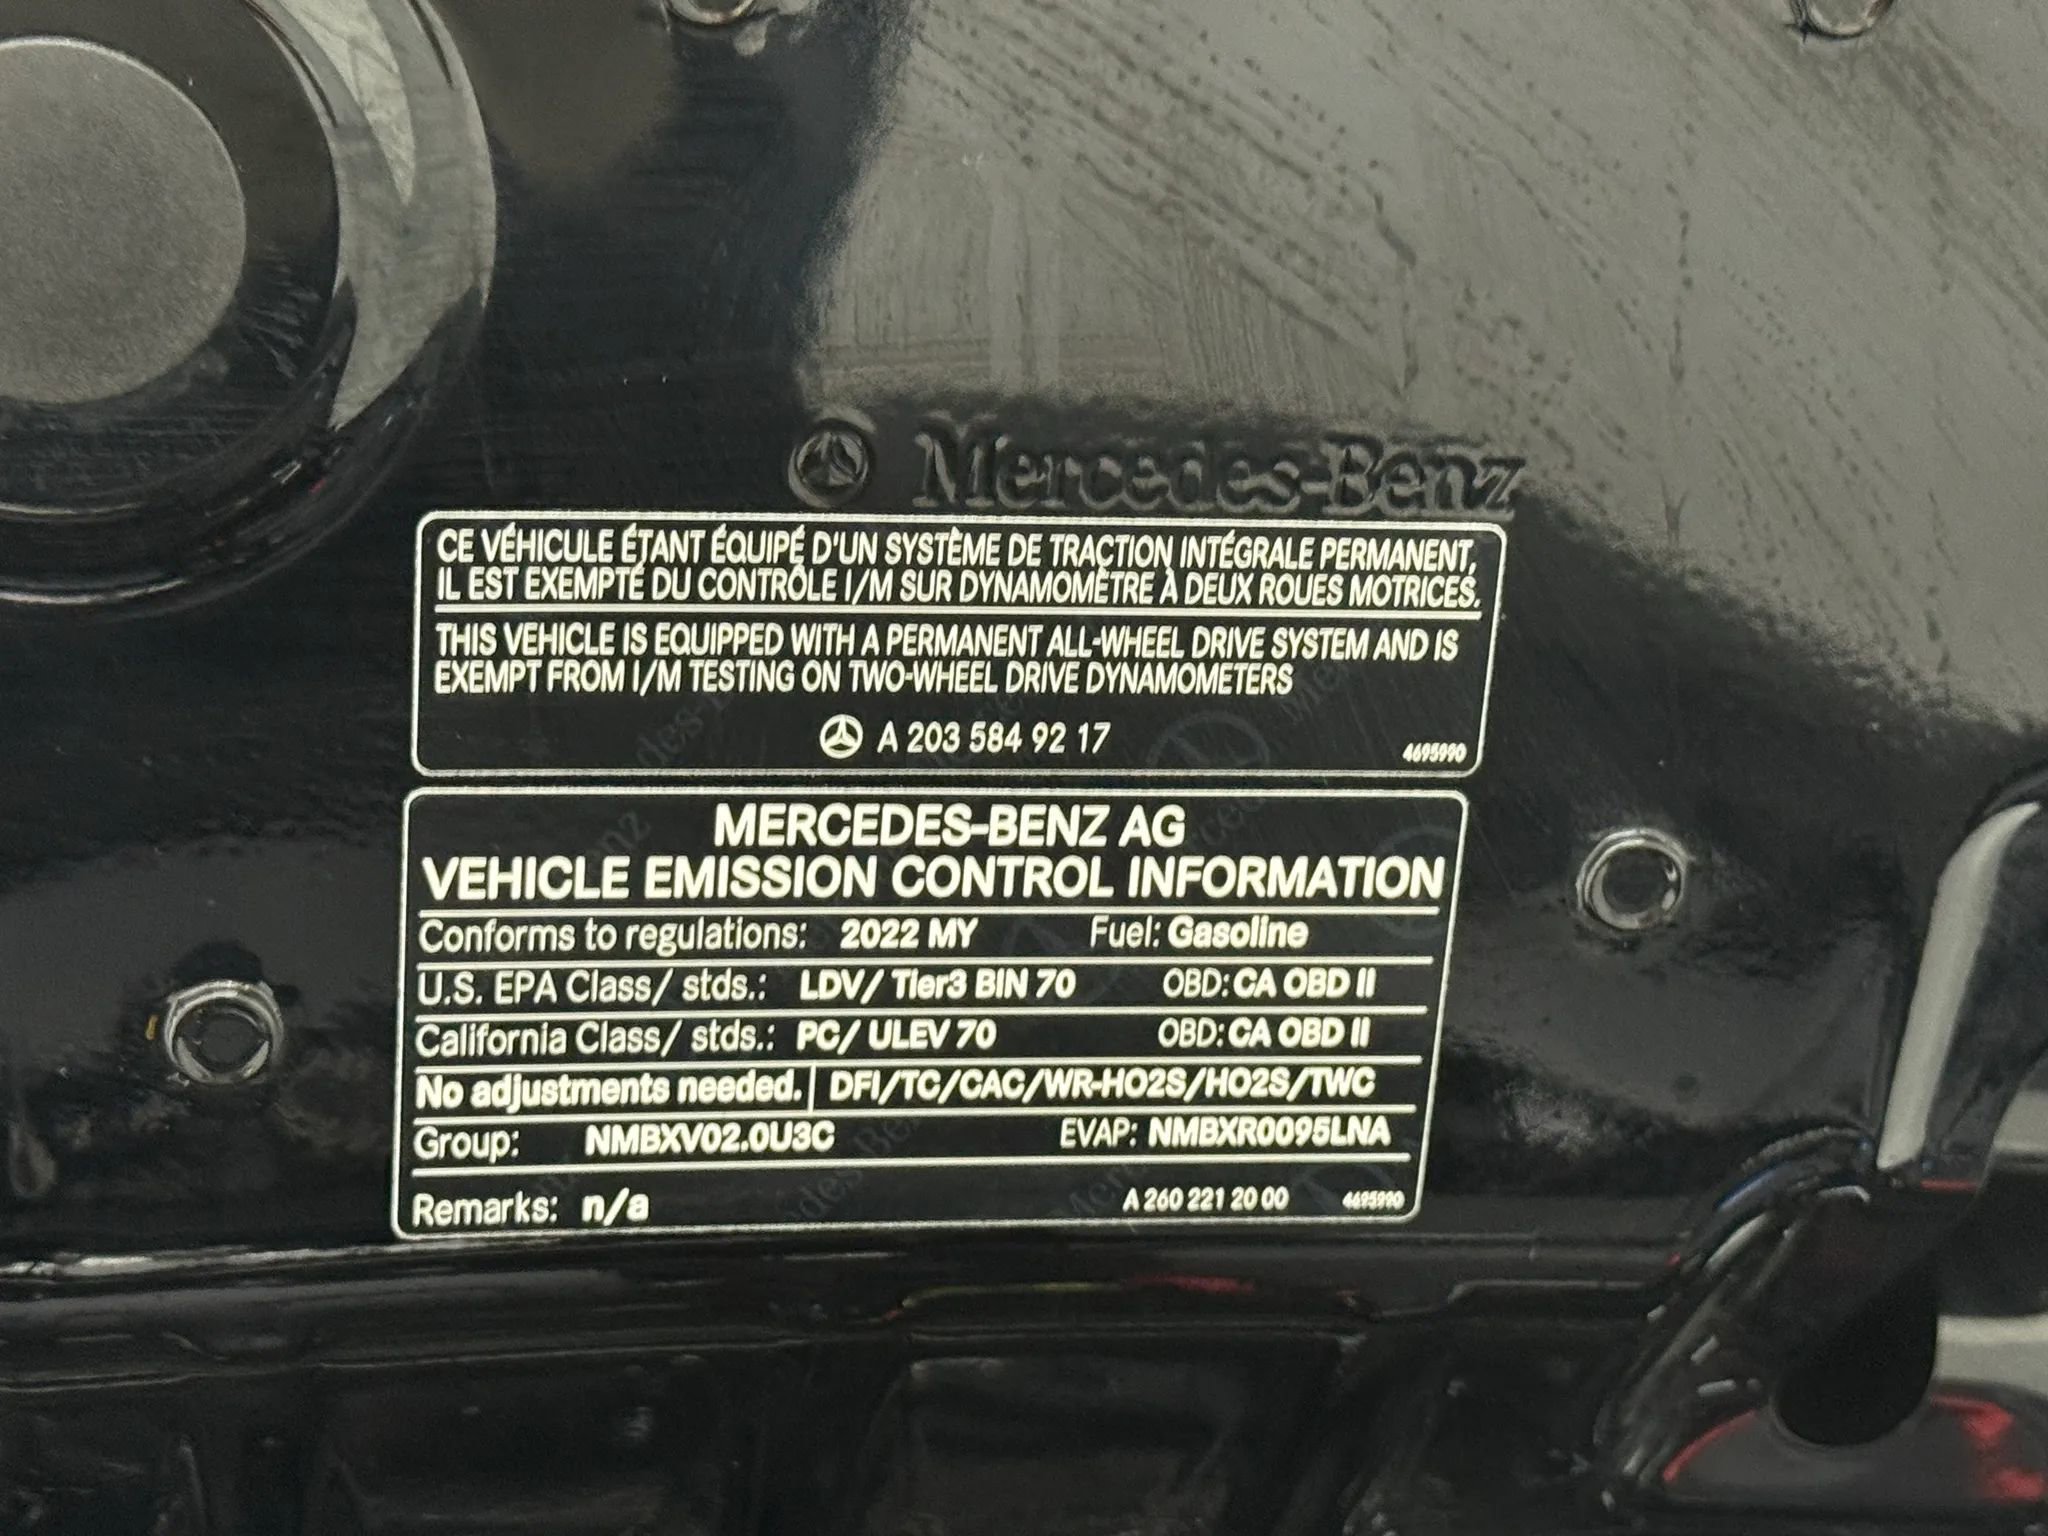 Mercedes-Benz
CE VÉHICULE ÉTANT ÉQUIPÉ D'UN SYSTÈME DE TRACTION INTÉGRALE PERMANENT,
IL EST EXEMPTÉ DU CONTRÔLE I/M SUR DYNAMOMÈTRE À DEUX ROUES MOTRICES.
THIS VEHICLE IS EQUIPPED WITH A PERMANENT ALL-WHEEL DRIVE SYSTEM AND IS
EXEMPT FROM I/M TESTING ON TWO-WHEEL DRIVE DYNAMOMETERS
A 203 584 92 17 4695990
MERCEDES-BENZ AG
VEHICLE EMISSION CONTROL INFORMATION
Conforms to regulations: 2022 MY Fuel: Gasoline
U.S. EPA Class/ stds.: LDV/ Tier3 BIN 70 OBD: CA OBD II
California Class/ stds.: PC/ ULEV 70 OBD: CA OBD II
No adjustments needed. DFI/TC/CAC/WR-HO2S/HO2S/TWC
Group: NMBXV02.0U3C EVAP: NMBXR0095LNA
Remarks: n/a A 260 221 20 00 4695990